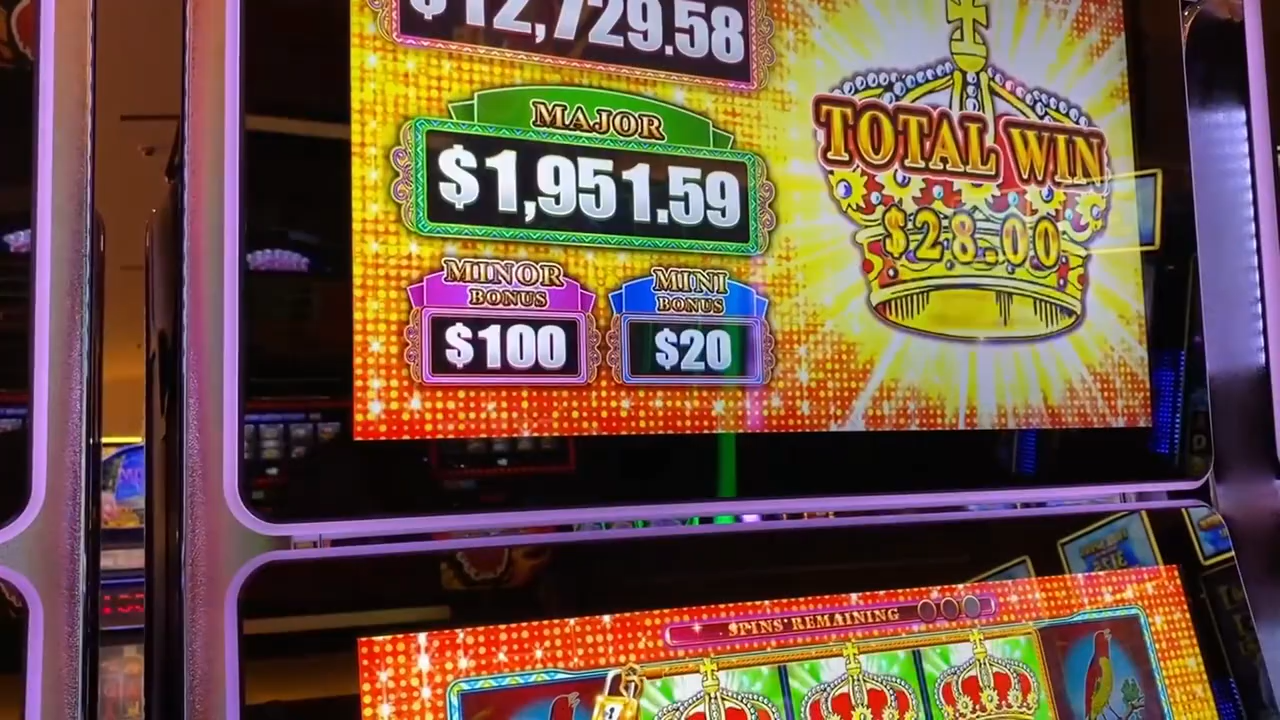 $12,729.58
MAJOR
$1,951.59
MINOR
BONUS
$100
MINI
BONUS
$20
TOTAL WIN
$28.00
SPINS REMAINING